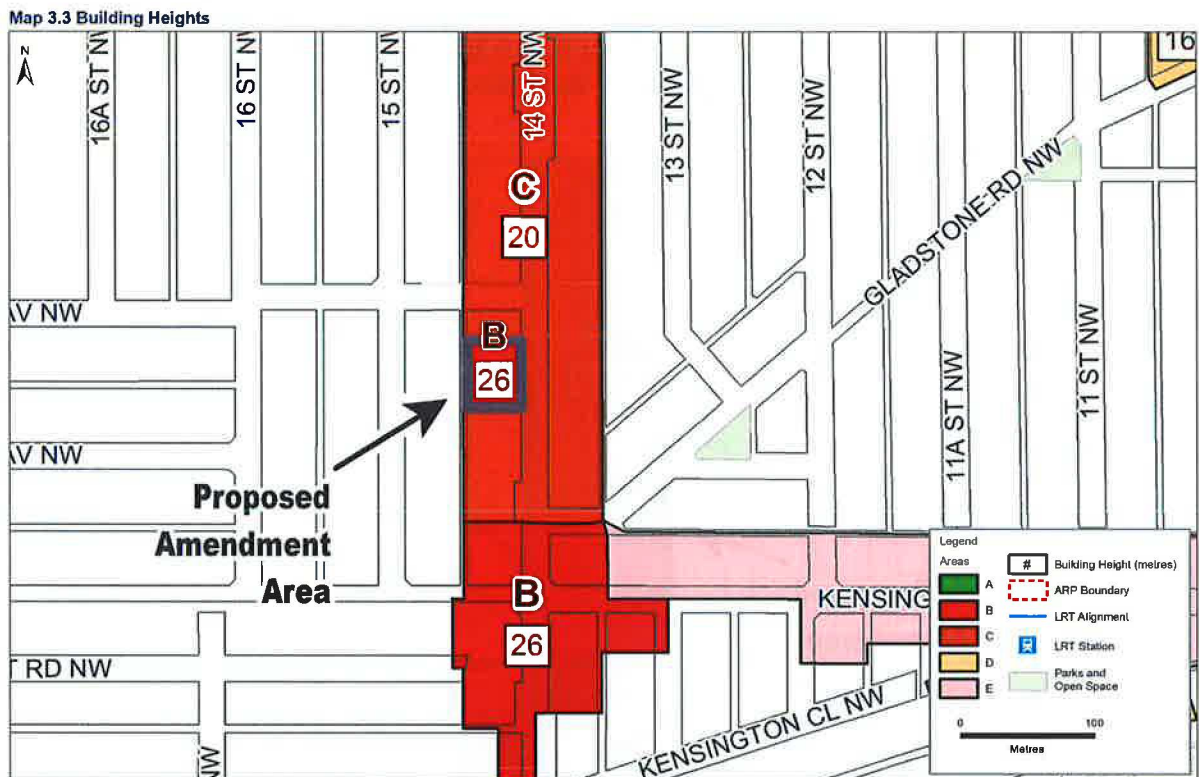 Map 3.3 Building Heights
N
16A ST NW
16 ST NW
15 ST NW
14 ST NW
13 ST NW
12 ST NW
16
C
20
GLADSTONE RD NW
AV NW
B
26
11A ST NW
11 ST NW
AV NW
Proposed
Amendment
Area
B
26
KENSING
T RD NW
KENSINGTON CL NW
NW
Legend
Areas
A
B
C
D
E
# Building Height (metres)
ARP Boundary
LRT Alignment
LRT Station
Parks and
Open Space
0 100
Metres